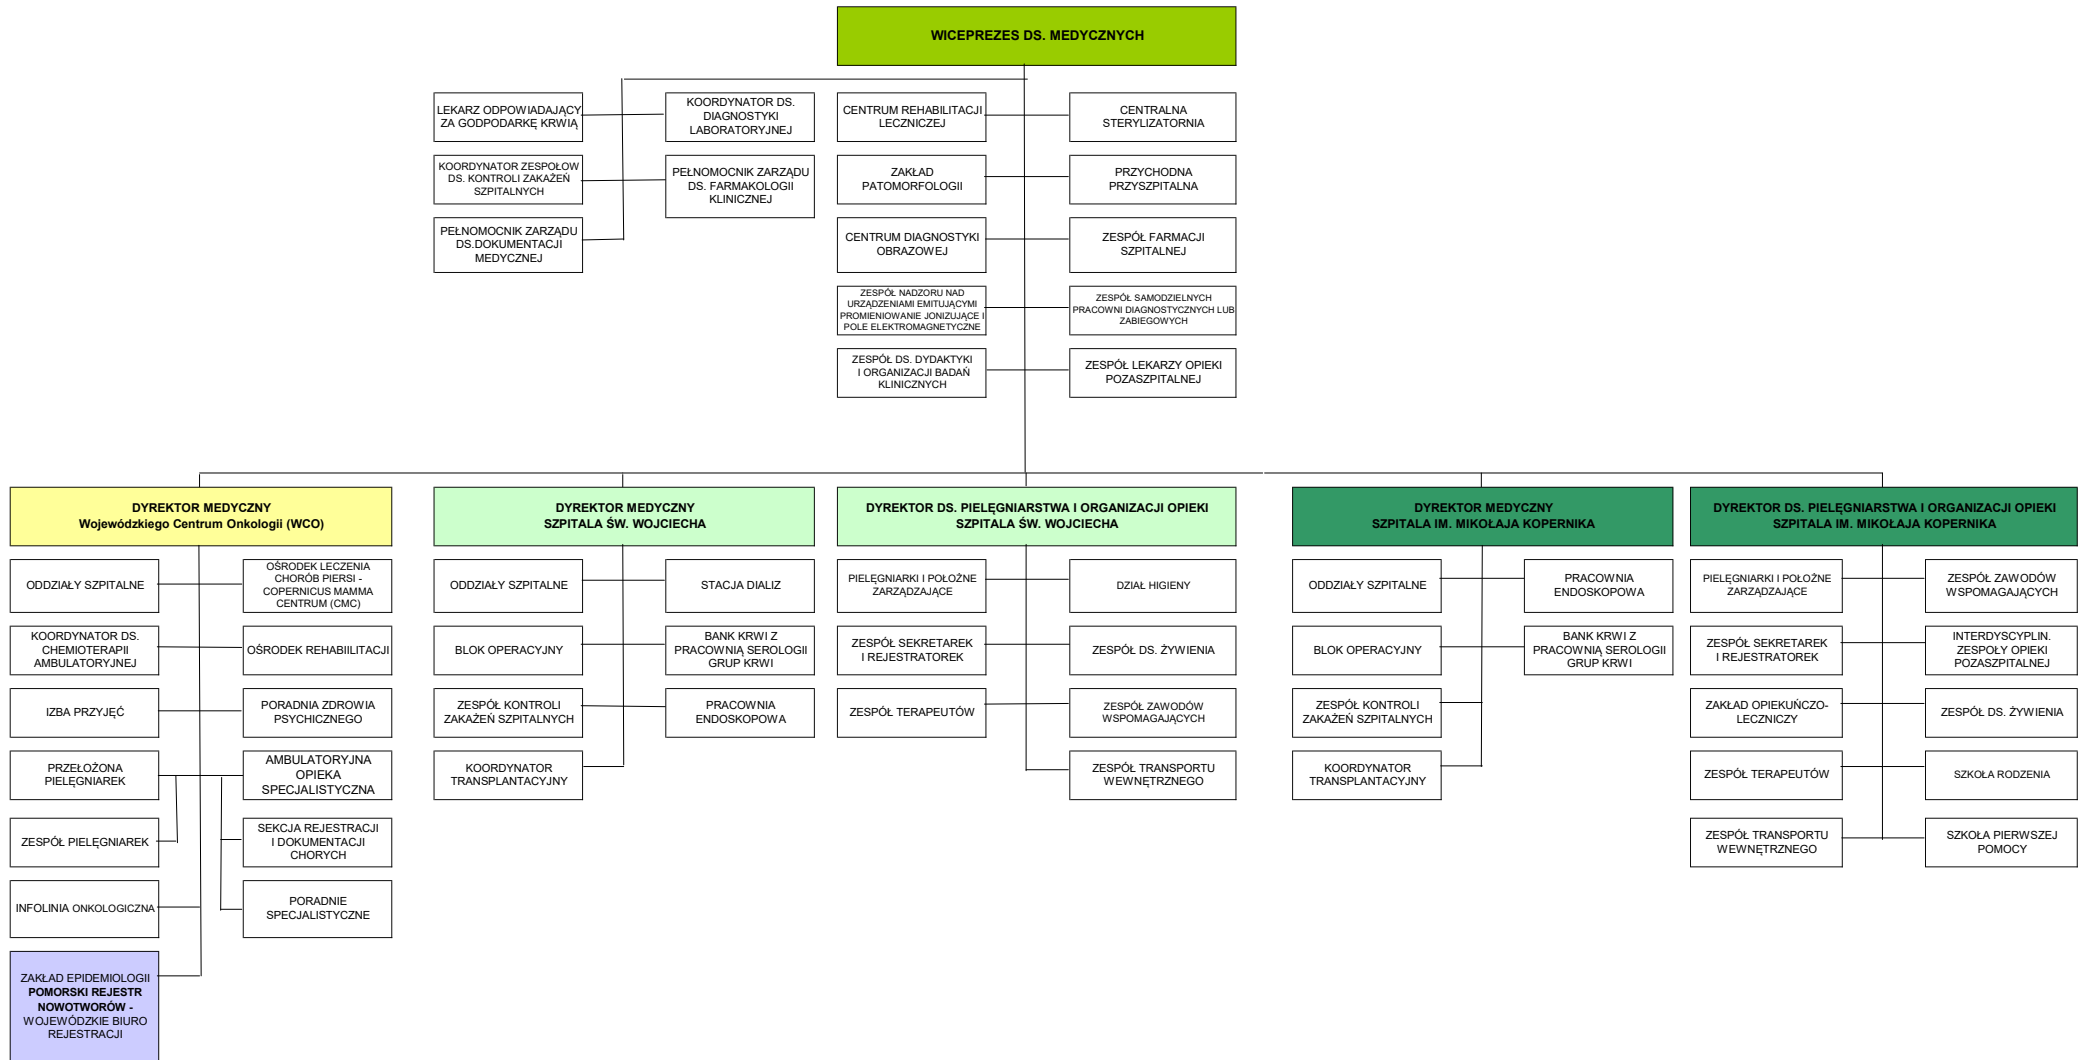 WICEPREZES DS. MEDYCZNYCH
LEKARZ ODPOWIADAJĄCY
ZA GODPODARKĘ KRWIĄ
KOORDYNATOR DS.
DIAGNOSTYKI
LABORATORYJNEJ
CENTRUM REHABILITACJI
LECZNICZEJ
CENTRALNA
STERYLIZATORNIA
KOORDYNATOR ZESPOŁOW
DS. KONTROLI ZAKAŻEŃ
SZPITALNYCH
PEŁNOMOCNIK ZARZĄDU
DS. FARMAKOLOGII
KLINICZNEJ
ZAKŁAD
PATOMORFOLOGII
PRZYCHODNA
PRZYSZPITALNA
PEŁNOMOCNIK ZARZĄDU
DS.DOKUMENTACJI
MEDYCZNEJ
CENTRUM DIAGNOSTYKI
OBRAZOWEJ
ZESPÓŁ FARMACJI
SZPITALNEJ
ZESPÓŁ NADZORU NAD
URZĄDZENIAMI EMITUJĄCYMI
PROMIENIOWANIE JONIZUJĄCE I
POLE ELEKTROMAGNETYCZNE
ZESPÓŁ SAMODZIELNYCH
PRACOWNI DIAGNOSTYCZNYCH LUB
ZABIEGOWYCH
ZESPÓŁ DS. DYDAKTYKI
I ORGANIZACJI BADAŃ
KLINICZNYCH
ZESPÓŁ LEKARZY OPIEKI
POZASZPITALNEJ
DYREKTOR MEDYCZNY
Wojewódzkiego Centrum Onkologii (WCO)
ODDZIAŁY SZPITALNE
OŚRODEK LECZENIA
CHORÓB PIERSI -
COPERNICUS MAMMA
CENTRUM (CMC)
KOORDYNATOR DS.
CHEMIOTERAPII
AMBULATORYJNEJ
OŚRODEK REHABIILITACJI
IZBA PRZYJĘĆ
PORADNIA ZDROWIA
PSYCHICZNEGO
PRZEŁOŻONA
PIELĘGNIAREK
AMBULATORYJNA
OPIEKA
SPECJALISTYCZNA
ZESPÓŁ PIELĘGNIAREK
SEKCJA REJESTRACJI
I DOKUMENTACJI
CHORYCH
INFOLINIA ONKOLOGICZNA
PORADNIE
SPECJALISTYCZNE
ZAKŁAD EPIDEMIOLOGII
POMORSKI REJESTR
NOWOTWORÓW -
WOJEWÓDZKIE BIURO
REJESTRACJI
DYREKTOR MEDYCZNY
SZPITALA ŚW. WOJCIECHA
ODDZIAŁY SZPITALNE
STACJA DIALIZ
BLOK OPERACYJNY
BANK KRWI Z
PRACOWNIĄ SEROLOGII
GRUP KRWI
ZESPÓŁ KONTROLI
ZAKAŻEŃ SZPITALNYCH
PRACOWNIA
ENDOSKOPOWA
KOORDYNATOR
TRANSPLANTACYJNY
DYREKTOR DS. PIELĘGNIARSTWA I ORGANIZACJI OPIEKI
SZPITALA ŚW. WOJCIECHA
PIELĘGNIARKI I POŁOŻNE
ZARZĄDZAJĄCE
DZIAŁ HIGIENY
ZESPÓŁ SEKRETAREK
I REJESTRATOREK
ZESPÓŁ DS. ŻYWIENIA
ZESPÓŁ TERAPEUTÓW
ZESPÓŁ ZAWODÓW
WSPOMAGAJĄCYCH
ZESPÓŁ TRANSPORTU
WEWNĘTRZNEGO
DYREKTOR MEDYCZNY
SZPITALA IM. MIKOŁAJA KOPERNIKA
ODDZIAŁY SZPITALNE
PRACOWNIA
ENDOSKOPOWA
BLOK OPERACYJNY
BANK KRWI Z
PRACOWNIĄ SEROLOGII
GRUP KRWI
ZESPÓŁ KONTROLI
ZAKAŻEŃ SZPITALNYCH
KOORDYNATOR
TRANSPLANTACYJNY
DYREKTOR DS. PIELĘGNIARSTWA I ORGANIZACJI OPIEKI
SZPITALA IM. MIKOŁAJA KOPERNIKA
PIELĘGNIARKI I POŁOŻNE
ZARZĄDZAJĄCE
ZESPÓŁ ZAWODÓW
WSPOMAGAJĄCYCH
ZESPÓŁ SEKRETAREK
I REJESTRATOREK
INTERDYSCYPLIN.
ZESPOŁY OPIEKI
POZASZPITALNEJ
ZAKŁAD OPIEKUŃCZO-
LECZNICZY
ZESPÓŁ DS. ŻYWIENIA
ZESPÓŁ TERAPEUTÓW
SZKOŁA RODZENIA
ZESPÓŁ TRANSPORTU
WEWNĘTRZNEGO
SZKOŁA PIERWSZEJ
POMOCY